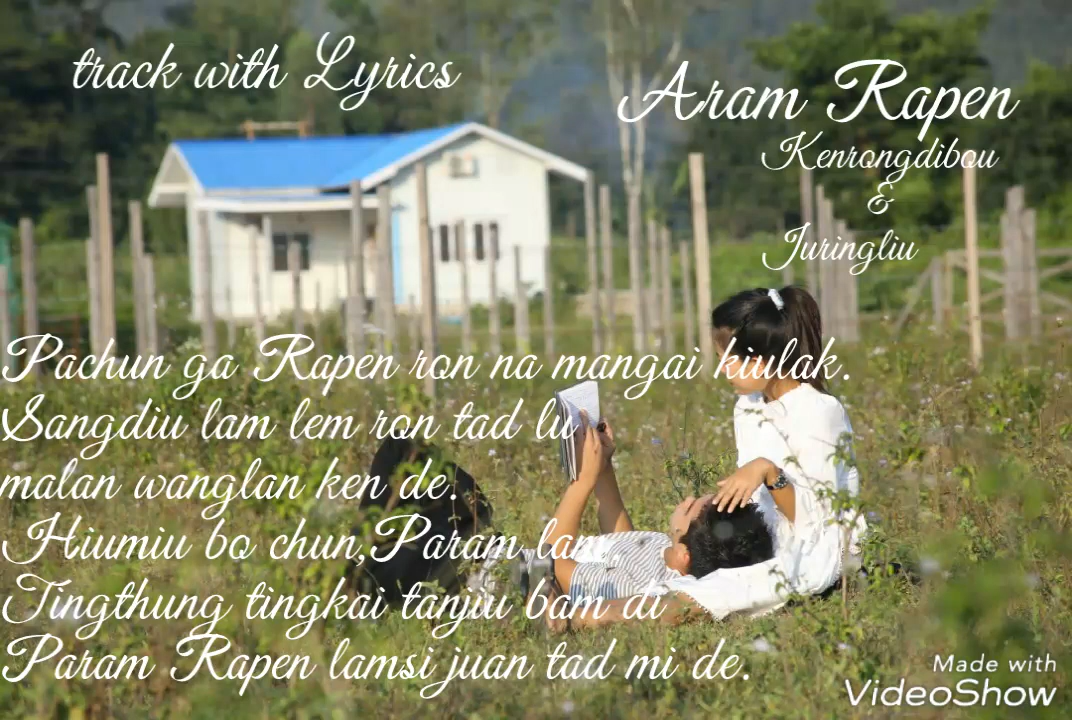 track with Lyrics
Aram Rapen
Kenrongdibou
&
Juringliu
Pachun ga Rapen ron na mangai kiulak.
Sangdiu lam lem ron tad lu
malan wanglan ken de.
Hiumiu bo chun,Param lam,
Tingthung tingkai tanjiu bam di
Param Rapen lamsi juan tad mi de.
Made with
VideoShow